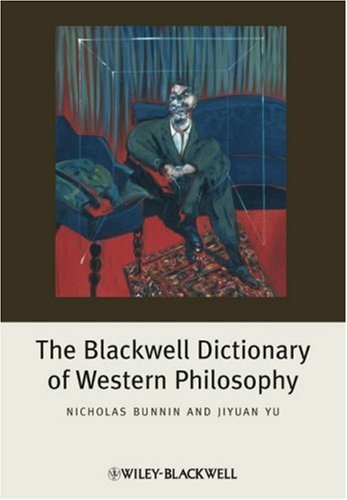 The Blackwell Dictionary
of Western Philosophy
NICHOLAS BUNNIN AND JIYUAN YU
WILEY-BLACKWELL